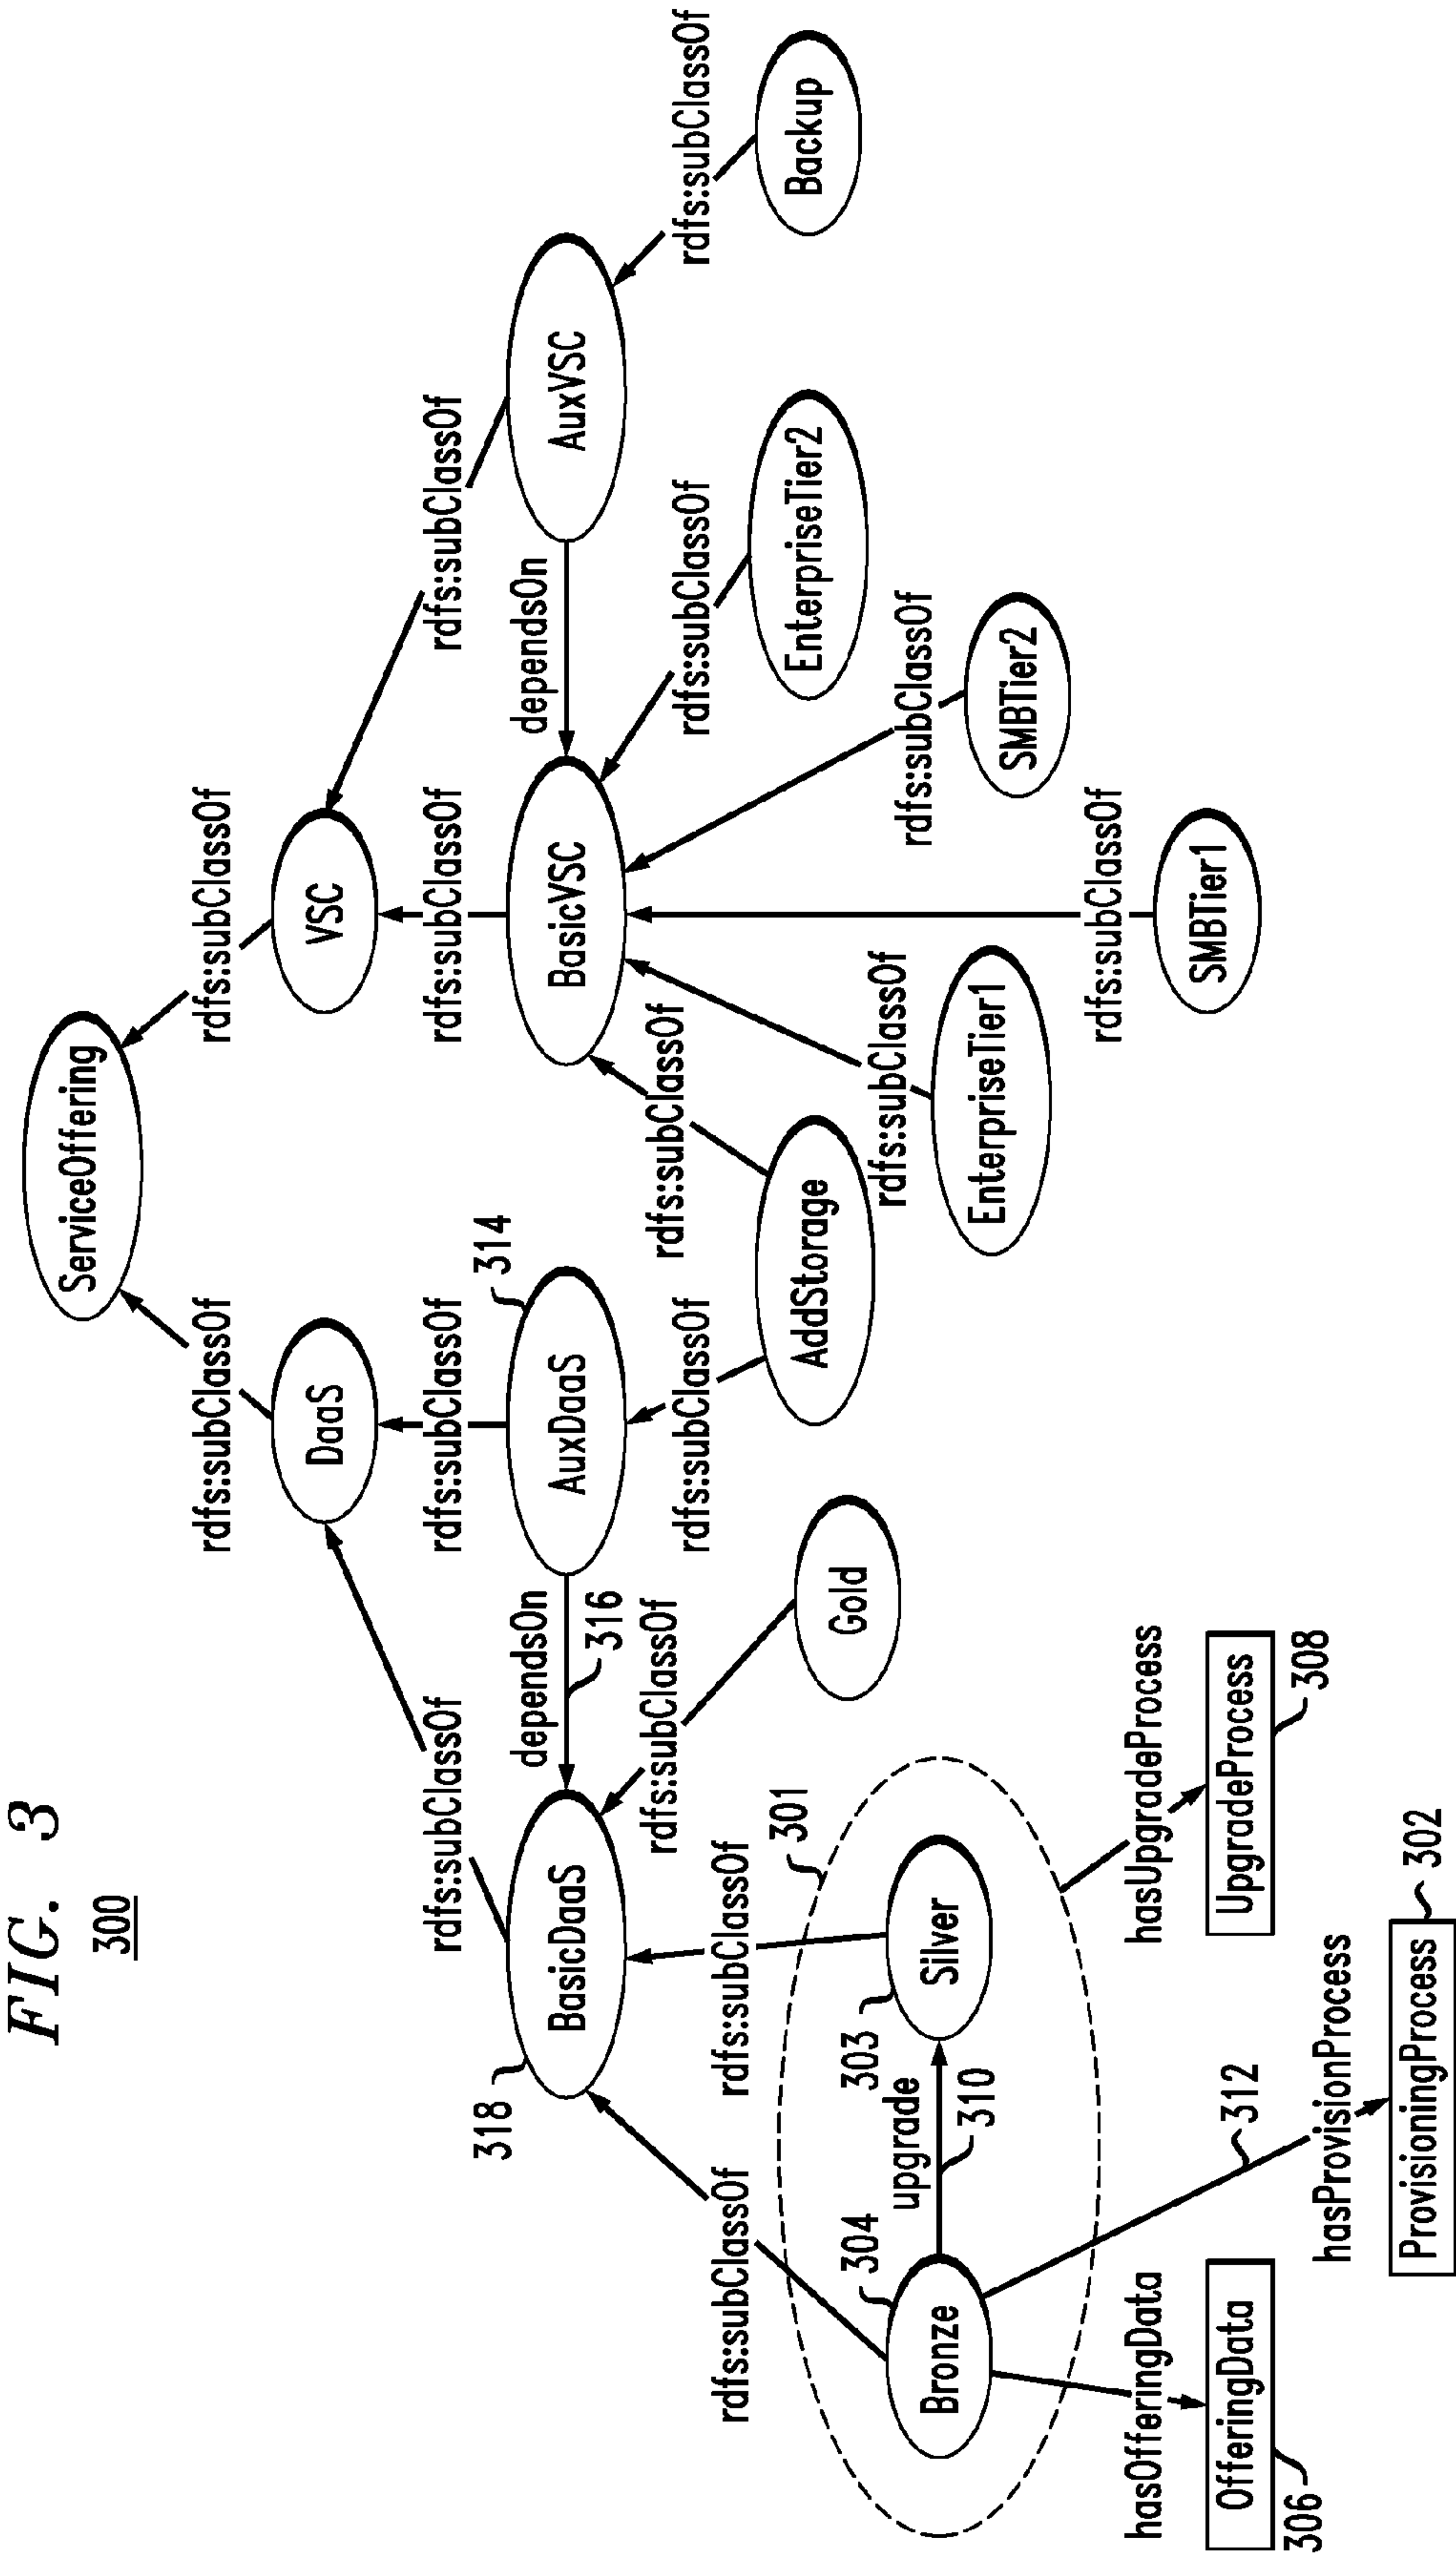 FIG. 3
300
ServiceOffering
rdfs:subClassOf
rdfs:subClassOf
DaaS
VSC
rdfs:subClassOf
rdfs:subClassOf
rdfs:subClassOf
rdfs:subClassOf
318
BasicDaaS
dependsOn
316
AuxDaaS
314
BasicVSC
dependsOn
AuxVSC
rdfs:subClassOf
rdfs:subClassOf
rdfs:subClassOf
rdfs:subClassOf
rdfs:subClassOf
rdfs:subClassOf
rdfs:subClassOf
301
Gold
AddStorage
EnterpriseTier2
Backup
304
upgrade
303
Bronze
310
Silver
rdfs:subClassOf
rdfs:subClassOf
EnterpriseTier1
SMBTier2
hasOfferingData
312
hasUpgradeProcess
rdfs:subClassOf
OfferingData
306
UpgradeProcess
308
SMBTier1
hasProvisionProcess
ProvisioningProcess
302